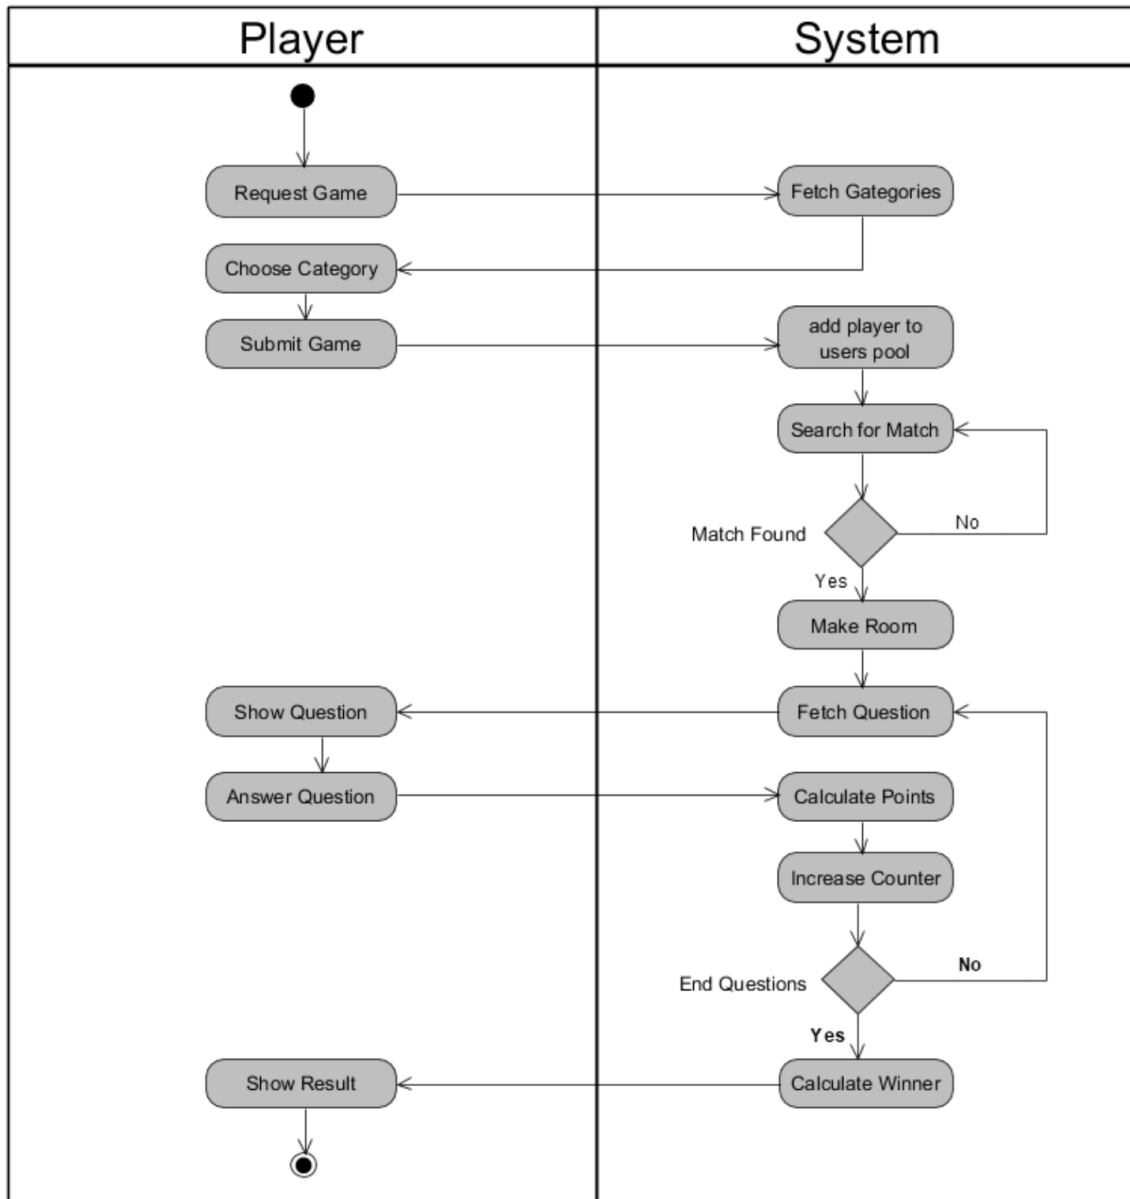 Player
System
Request Game
Fetch Gategories
Choose Category
Submit Game
add player to
users pool
Search for Match
No
Match Found
Yes
Make Room
Show Question
Fetch Question
Answer Question
Calculate Points
Increase Counter
No
End Questions
Yes
Show Result
Calculate Winner